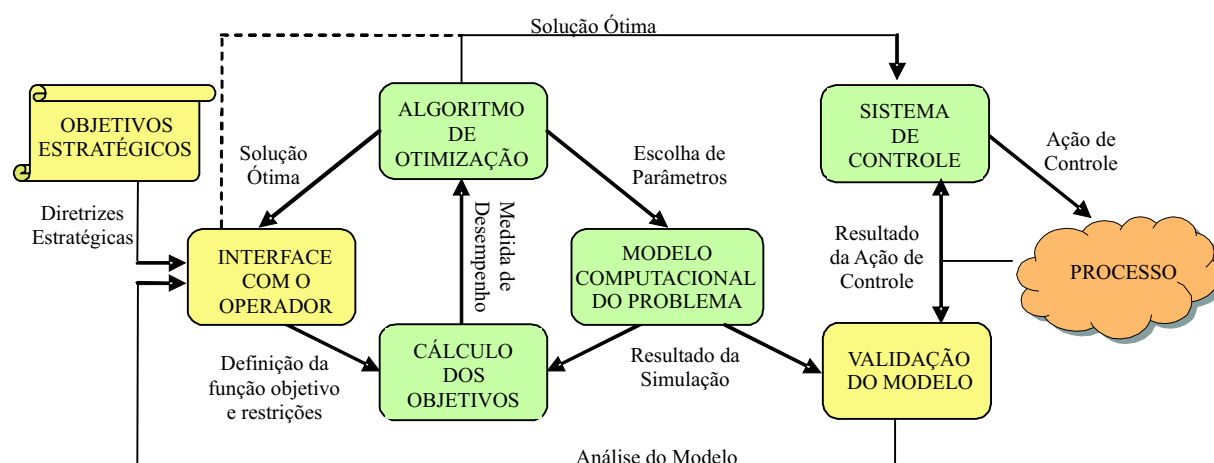 Solução Ótima
OBJETIVOS
ESTRATÉGICOS
ALGORITMO
DE
OTIMIZAÇÃO
SISTEMA
DE
CONTROLE
Solução
Ótima
Escolha de
Parâmetros
Ação de
Controle
Diretrizes
Estratégicas
Medida de
Desempenho
INTERFACE
COM O
OPERADOR
MODELO
COMPUTACIONAL
DO PROBLEMA
Resultado
da Ação de
Controle
PROCESSO
Definição da
função objetivo
e restrições
CÁLCULO
DOS
OBJETIVOS
Resultado da
Simulação
VALIDAÇÃO
DO MODELO
Análise do Modelo